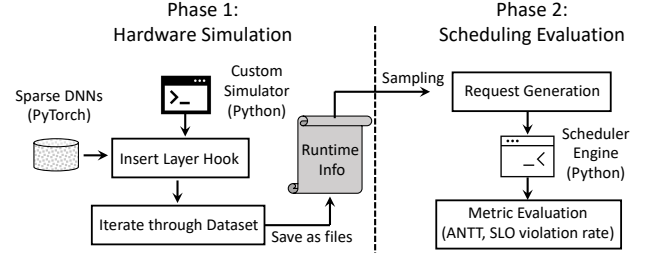 Phase 1:
Hardware Simulation
Phase 2:
Scheduling Evaluation
Sparse DNNs
(PyTorch)
>_
Custom
Simulator
(Python)
Insert Layer Hook
Iterate through Dataset
Save as files
Runtime
Info
Sampling
Request Generation
_<
Scheduler
Engine
(Python)
Metric Evaluation
(ANTT, SLO violation rate)